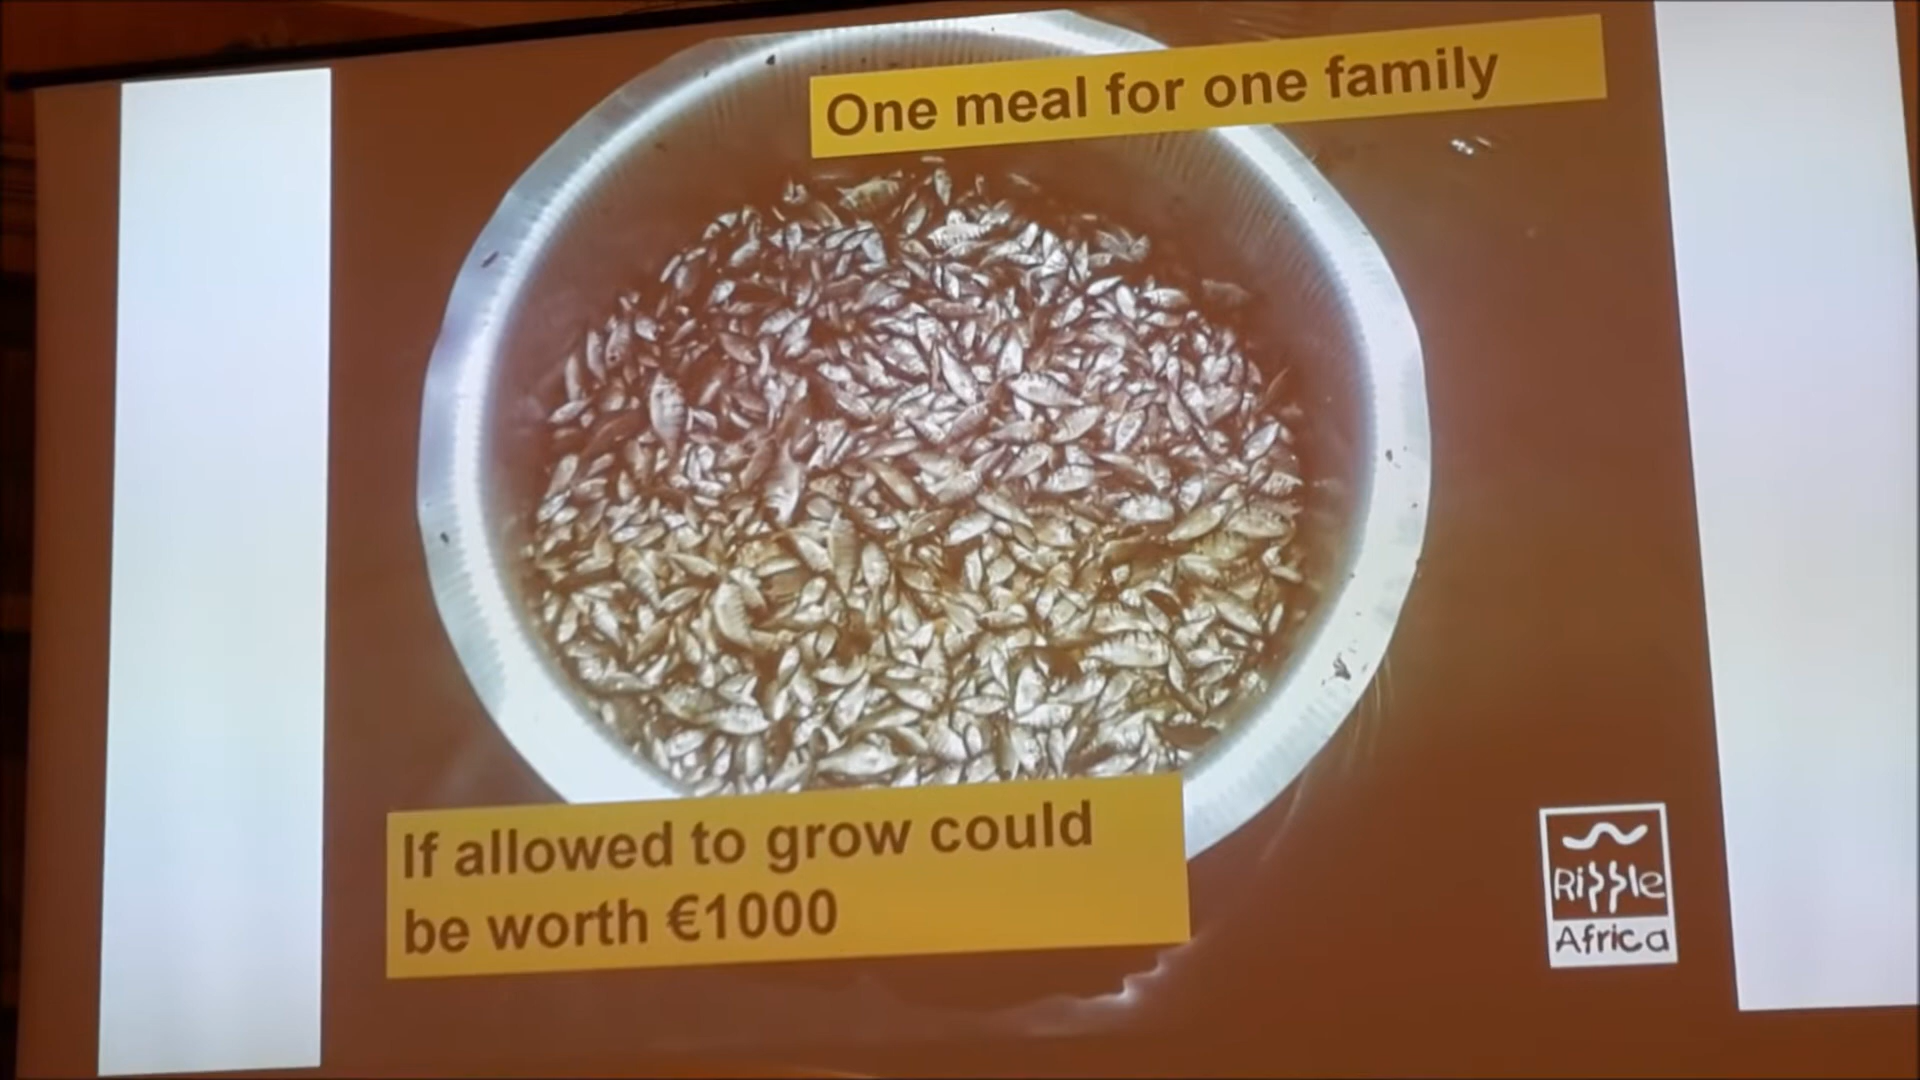 One meal for one family
If allowed to grow could
be worth €1000
Ripple
Africa